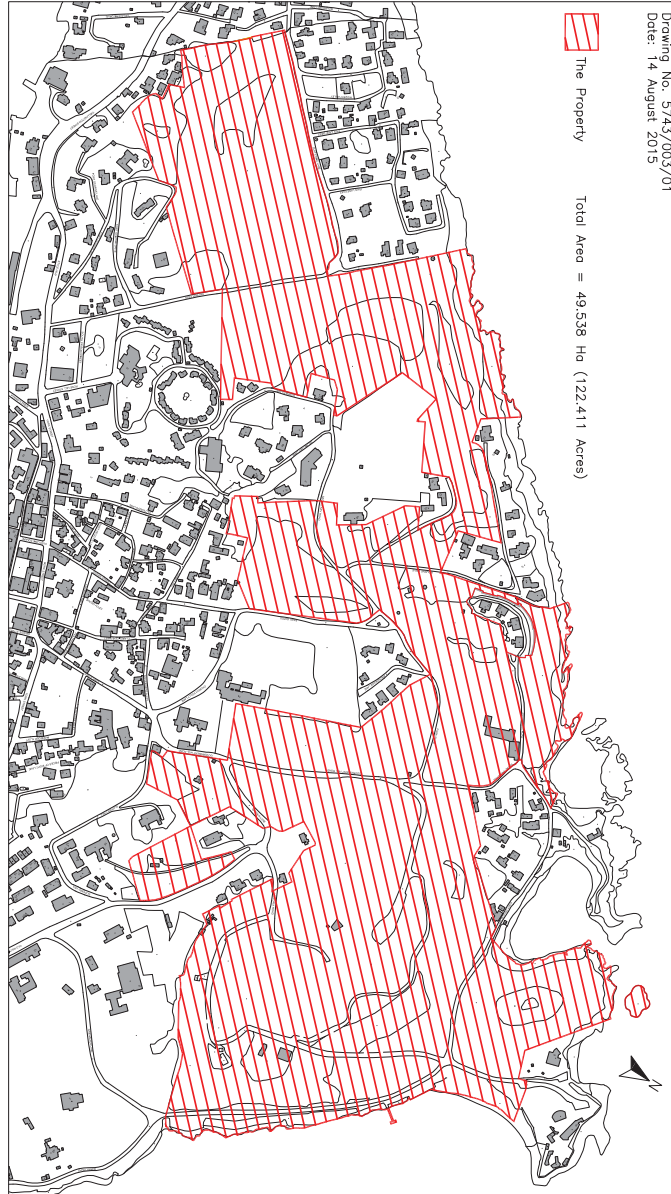 Drawing No. 5743/003/01
Date: 14 August 2015
The Property
Total Area = 49.538 Ha (122.411 Acres)
N